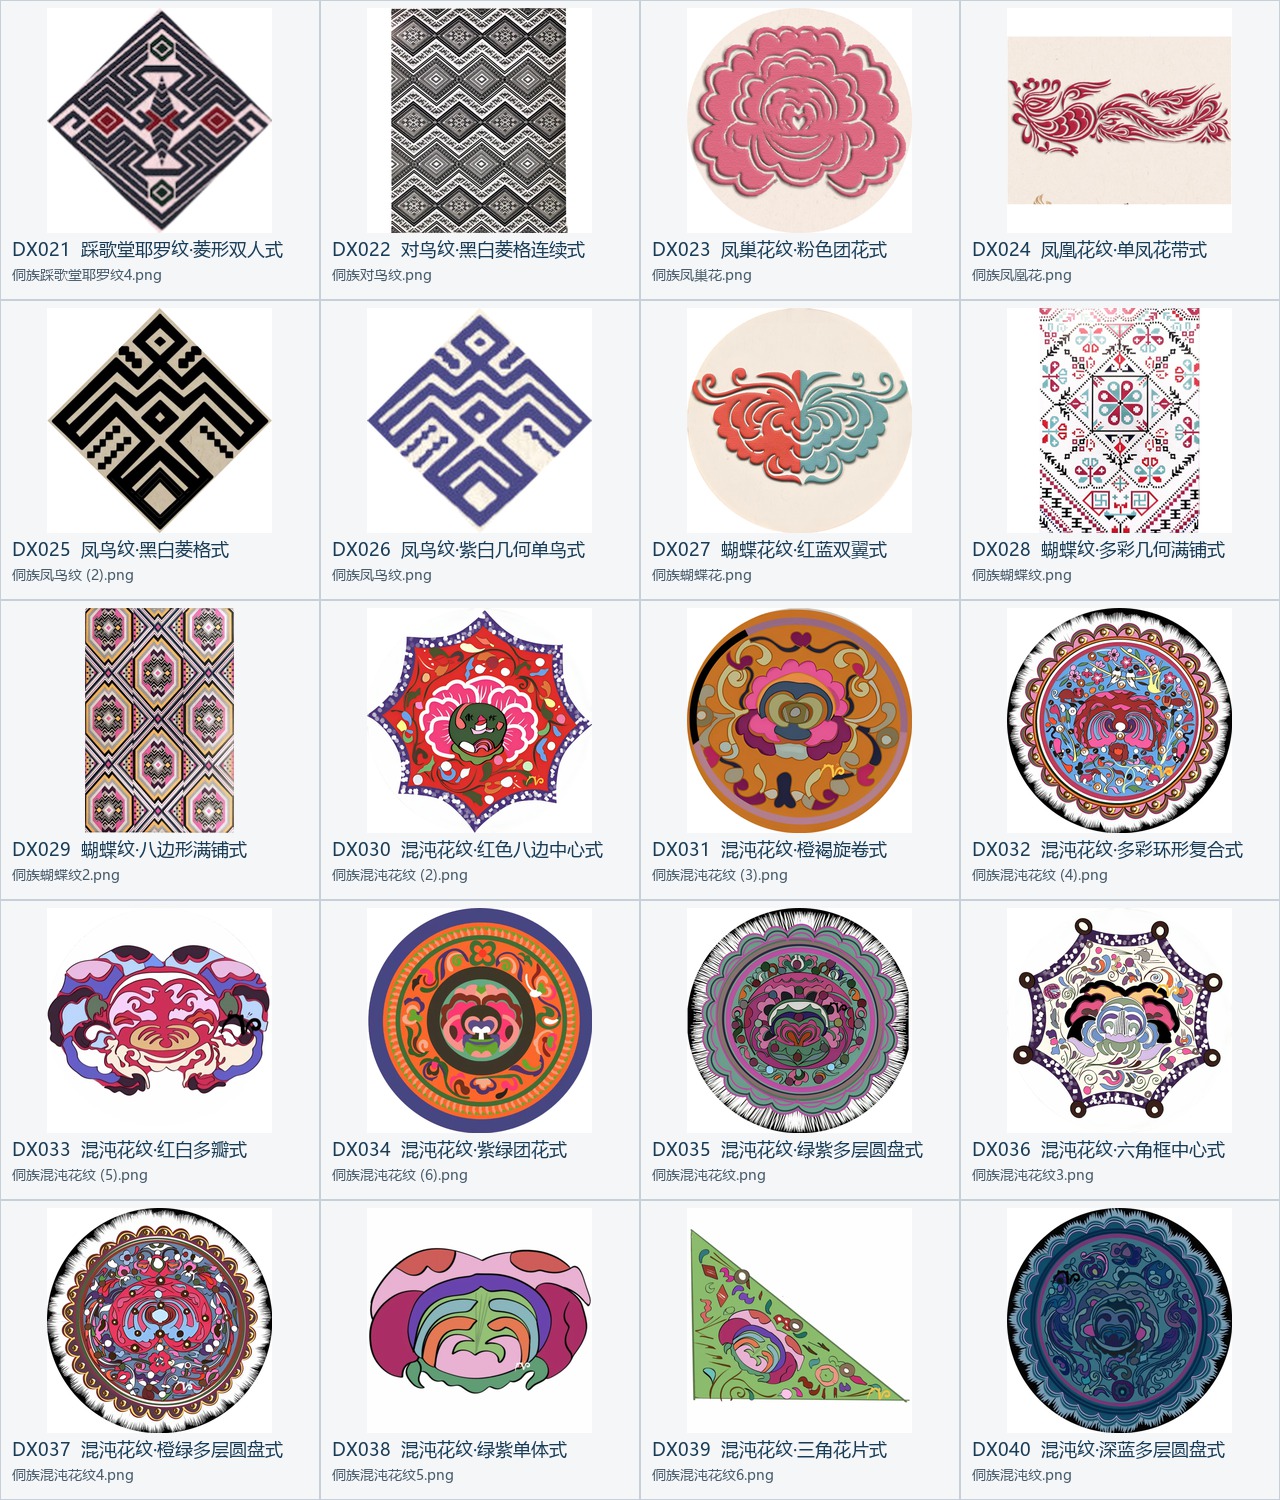 DX021 踩歌堂耶罗纹·菱形双人式
侗族踩歌堂耶罗纹4.png
DX022 对鸟纹·黑白菱格连续式
侗族对鸟纹.png
DX023 凤巢花纹·粉色团花式
侗族凤巢花.png
DX024 凤凰花纹·单凤花带式
侗族凤凰花.png
DX025 凤鸟纹·黑白菱格式
侗族凤鸟纹 (2).png
DX026 凤鸟纹·紫白几何单鸟式
侗族凤鸟纹.png
DX027 蝴蝶花纹·红蓝双翼式
侗族蝴蝶花.png
DX028 蝴蝶纹·多彩几何满铺式
侗族蝴蝶纹.png
DX029 蝴蝶纹·八边形满铺式
侗族蝴蝶纹2.png
DX030 混沌花纹·红色八边中心式
侗族混沌花纹 (2).png
DX031 混沌花纹·橙褐旋卷式
侗族混沌花纹 (3).png
DX032 混沌花纹·多彩环形复合式
侗族混沌花纹 (4).png
DX033 混沌花纹·红白多瓣式
侗族混沌花纹 (5).png
DX034 混沌花纹·紫绿团花式
侗族混沌花纹 (6).png
DX035 混沌花纹·绿紫多层圆盘式
侗族混沌花纹.png
DX036 混沌花纹·六角框中心式
侗族混沌花纹3.png
DX037 混沌花纹·橙绿多层圆盘式
侗族混沌花纹4.png
DX038 混沌花纹·绿紫单体式
侗族混沌花纹5.png
DX039 混沌花纹·三角花片式
侗族混沌花纹6.png
DX040 混沌纹·深蓝多层圆盘式
侗族混沌纹.png